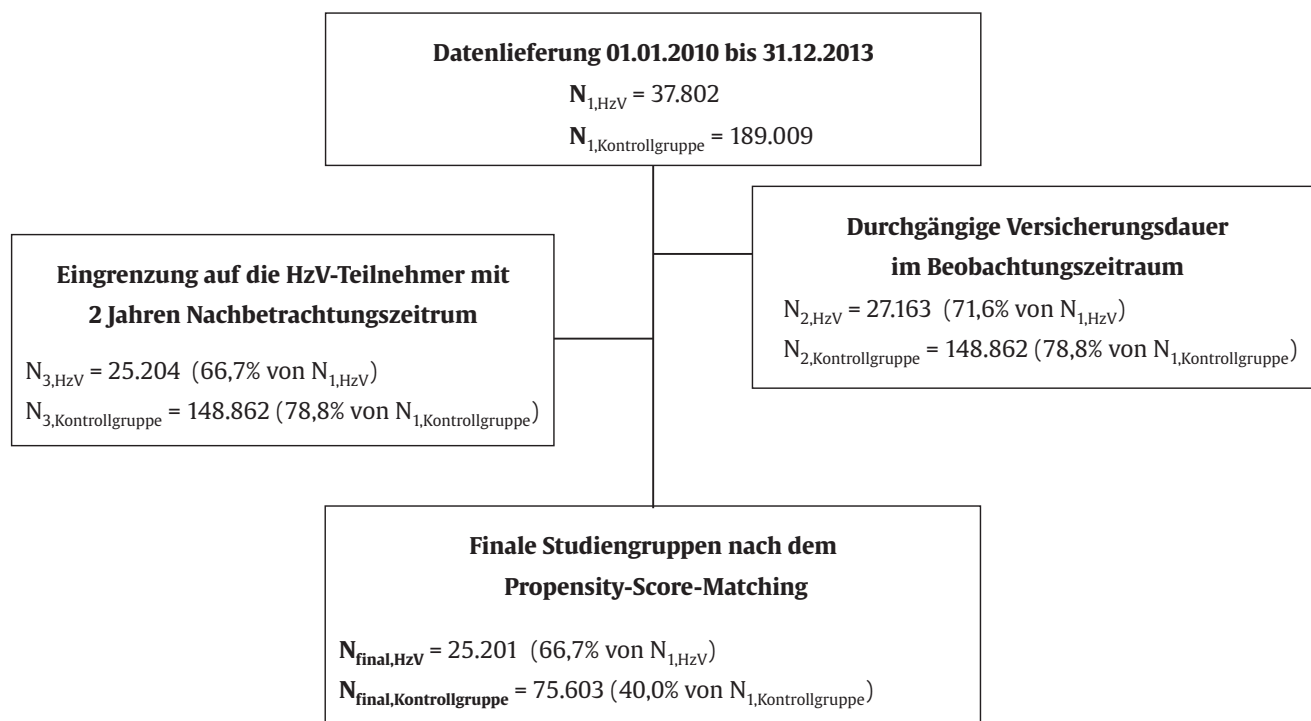 Datenlieferung 01.01.2010 bis 31.12.2013
N1,HzV = 37.802
N1,Kontrollgruppe = 189.009
Durchgängige Versicherungsdauer
im Beobachtungszeitraum
N2,HzV = 27.163 (71,6% von N1,HzV)
N2,Kontrollgruppe = 148.862 (78,8% von N1,Kontrollgruppe)
Eingrenzung auf die HzV-Teilnehmer mit
2 Jahren Nachbetrachtungszeitrum
N3,HzV = 25.204 (66,7% von N1,HzV)
N3,Kontrollgruppe = 148.862 (78,8% von N1,Kontrollgruppe)
Finale Studiengruppen nach dem
Propensity-Score-Matching
Nfinal,HzV = 25.201 (66,7% von N1,HzV)
Nfinal,Kontrollgruppe = 75.603 (40,0% von N1,Kontrollgruppe)